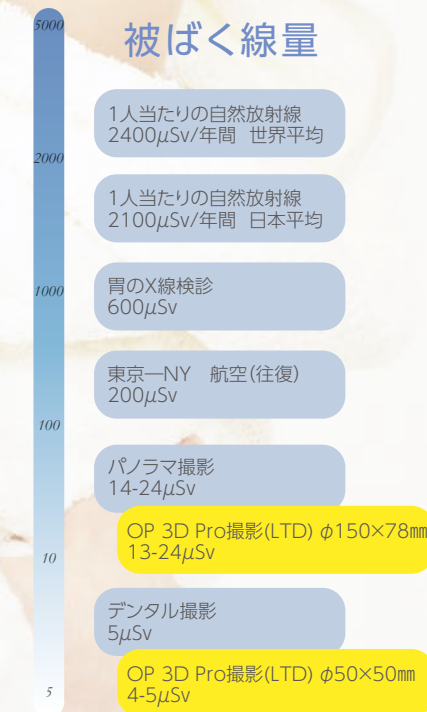 被ばく線量
5000
1人当たりの自然放射線
2400μSv/年間 世界平均
2000
1人当たりの自然放射線
2100μSv/年間 日本平均
1000
胃のX線検診
600μSv
東京―NY 航空(往復)
200μSv
100
パノラマ撮影
14-24μSv
OP 3D Pro撮影(LTD) φ150×78㎜
13-24μSv
10
デンタル撮影
5μSv
OP 3D Pro撮影(LTD) φ50×50㎜
4-5μSv
5